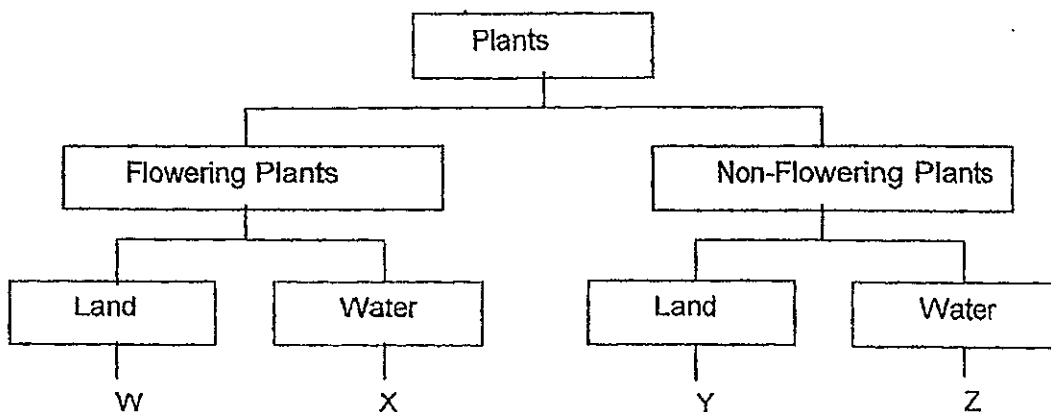 Plants
Flowering Plants
Non-Flowering Plants
Land
Water
Land
Water
W
X
Y
Z